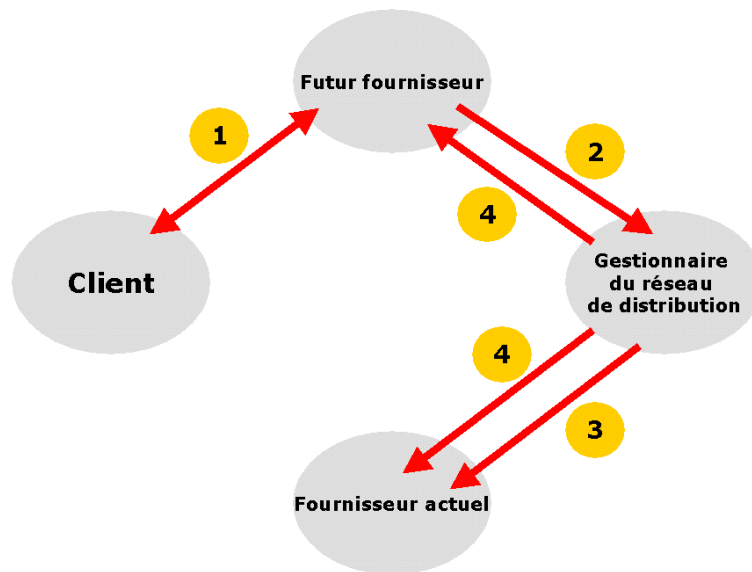 Futur fournisseur
1
2
4
Client
Gestionnaire
du réseau
de distribution
4
3
Fournisseur actuel